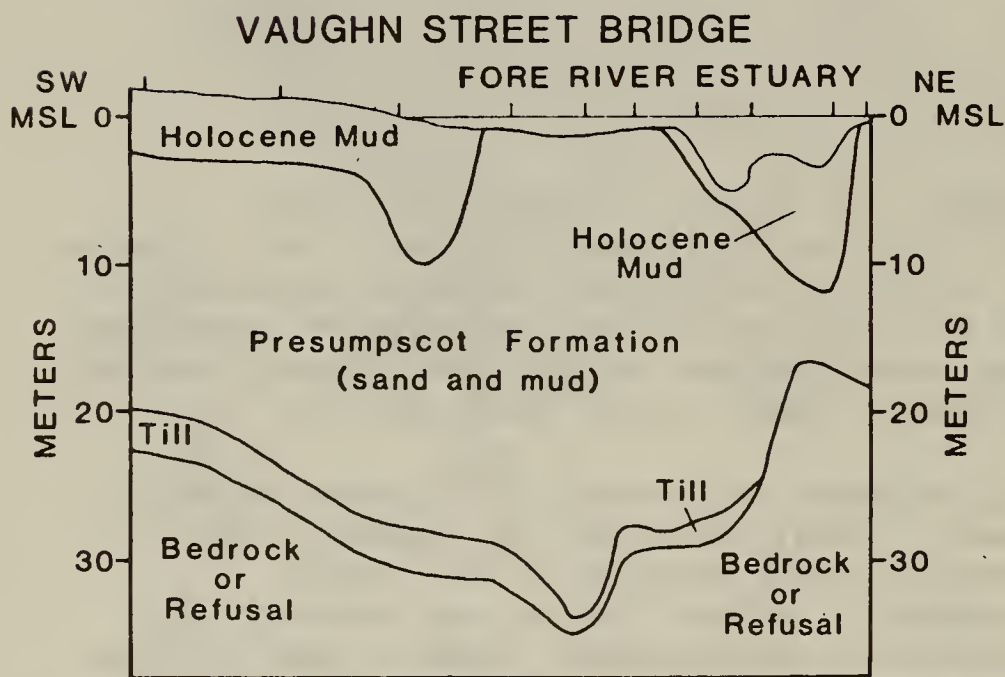 VAUGHN STREET BRIDGE
SW
FORE RIVER ESTUARY
NE
MSL 0
0 MSL
Holocene Mud
Holocene
Mud
10
10
Presumpscot Formation
(sand and mud)
METERS
METERS
20
20
Till
Till
30
30
Bedrock
or
Refusal
Bedrock
or
Refusal